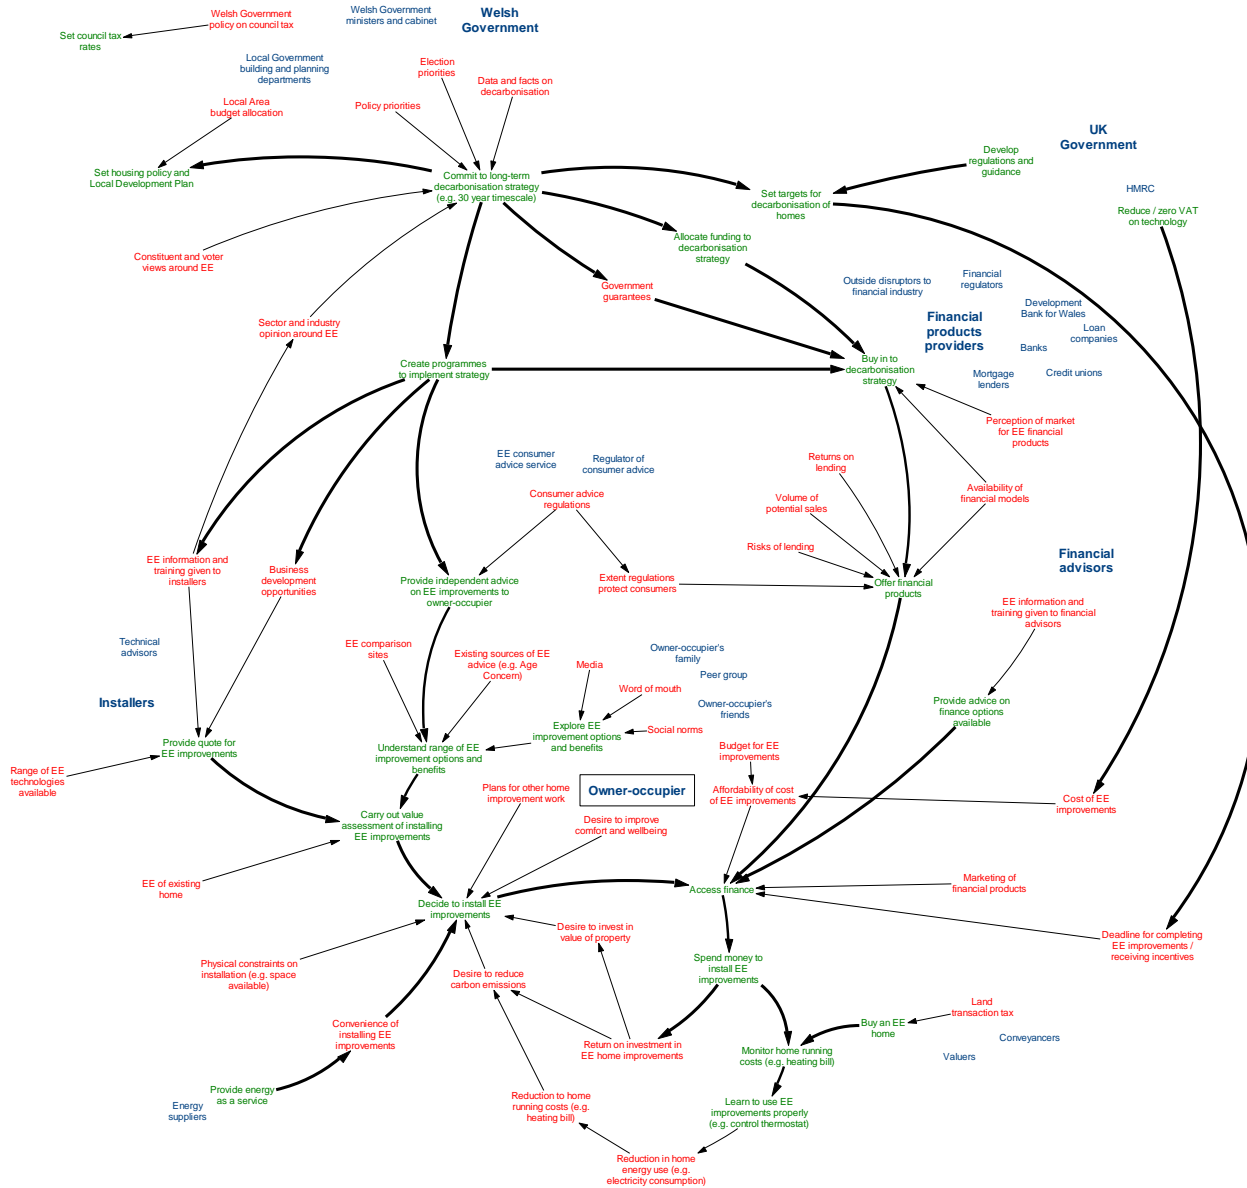 Welsh Government
policy on council tax
Set council tax
rates
Welsh Government
ministers and cabinet
Welsh
Government
Local Government
building and planning
departments
Local Area
budget allocation
Election
priorities
Data and facts on
decarbonisation
Policy priorities
Set housing policy and
Local Development Plan
Commit to long-term
decarbonisation strategy
(e.g. 30 year timescale)
Set targets for
decarbonisation of
homes
Develop
regulations and
guidance
UK
Government
HMRC
Reduce / zero VAT
on technology
Constituent and voter
views around EE
Allocate funding to
decarbonisation
strategy
Government
guarantees
Outside disruptors to
financial industry
Financial
regulators
Development
Bank for Wales
Loan
companies
Financial
products
providers
Banks
Mortgage
lenders
Credit unions
Sector and industry
opinion around EE
Create programmes
to implement strategy
Buy in to
decarbonisation
strategy
Perception of market
for EE financial
products
EE consumer
advice service
Regulator of
consumer advice
Consumer advice
regulations
Returns on
lending
Volume of
potential sales
Availability of
financial models
Risks of lending
EE information and
training given to
installers
Business
development
opportunities
Provide independent advice
on EE improvements to
owner-occupier
Extent regulations
protect consumers
Offer financial
products
Financial
advisors
EE information and
training given to financial
advisors
Technical
advisors
Installers
EE comparison
sites
Existing sources of EE
advice (e.g. Age
Concern)
Media
Word of mouth
Owner-occupier's
family
Peer group
Owner-occupier's
friends
Social norms
Provide advice on
finance options
available
Provide quote for
EE improvements
Understand range of EE
improvement options and
benefits
Explore EE
improvement options
and benefits
Budget for EE
improvements
Range of EE
technologies
available
Plans for other home
improvement work
Owner-occupier
Affordability of cost
of EE improvements
Cost of EE
improvements
Carry out value
assessment of installing
EE improvements
Desire to improve
comfort and wellbeing
EE of existing
home
Decide to install EE
improvements
Access finance
Marketing of
financial products
Desire to invest in
value of property
Deadline for completing
EE improvements /
receiving incentives
Physical constraints on
installation (e.g. space
available)
Desire to reduce
carbon emissions
Spend money to
install EE
improvements
Convenience of
installing EE
improvements
Return on investment in
EE home improvements
Monitor home running
costs (e.g. heating bill)
Buy an EE
home
Land
transaction tax
Conveyancers
Valuers
Provide energy
as a service
Energy
suppliers
Reduction to home
running costs (e.g.
heating bill)
Learn to use EE
improvements properly
(e.g. control thermostat)
Reduction in home
energy use (e.g.
electricity consumption)